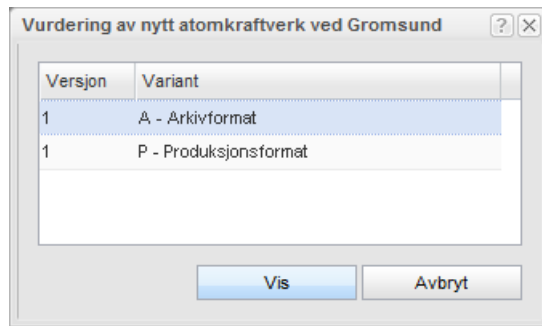 Vurdering av nytt atomkraftverk ved Gromsund ?
Versjon Variant
1 A - Arkivformat
1 P - Produksjonsformat
Vis Avbryt